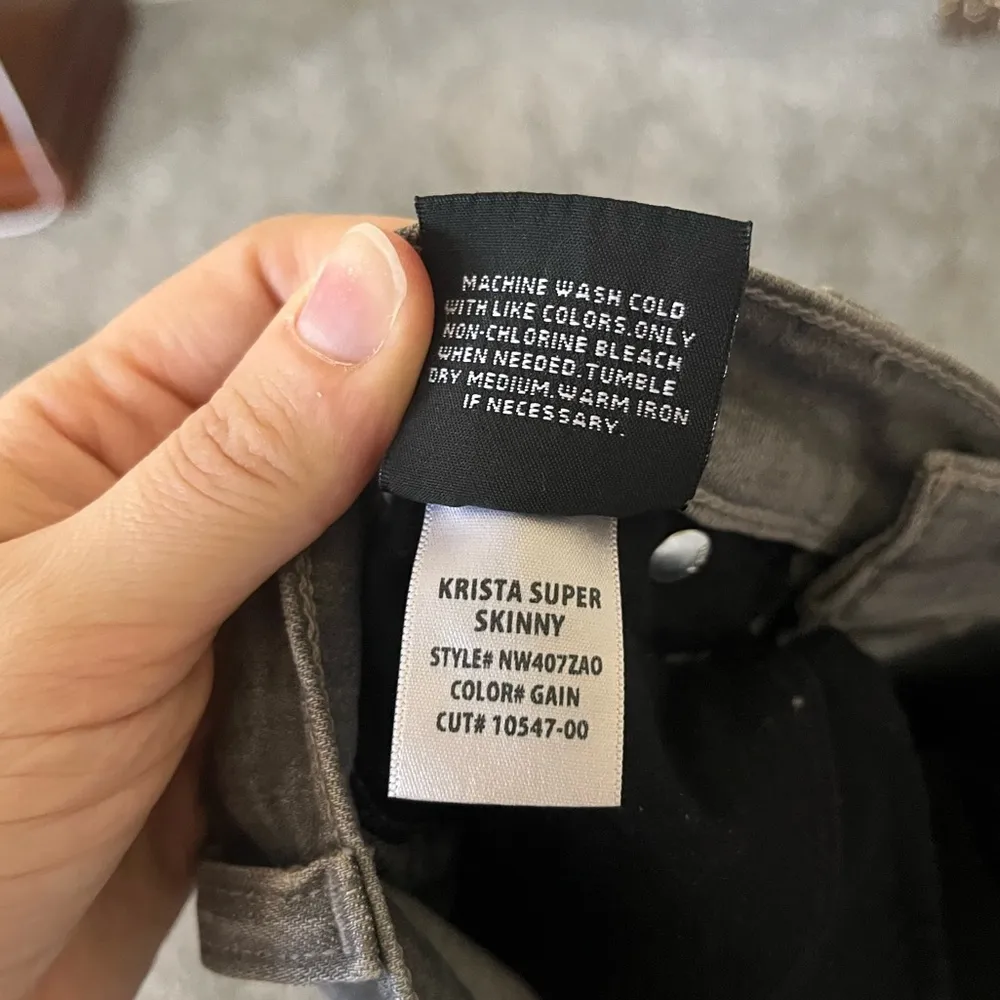 MACHINE WASH COLD
WITH LIKE COLORS.ONLY
NON-CHLORINE BLEACH
WHEN NEEDED.TUMBLE
DRY MEDIUM.WARM IRON
IF NECESSARY.
KRISTA SUPER
SKINNY
STYLE# NW407ZAO
COLOR# GAIN
CUT# 10547-00